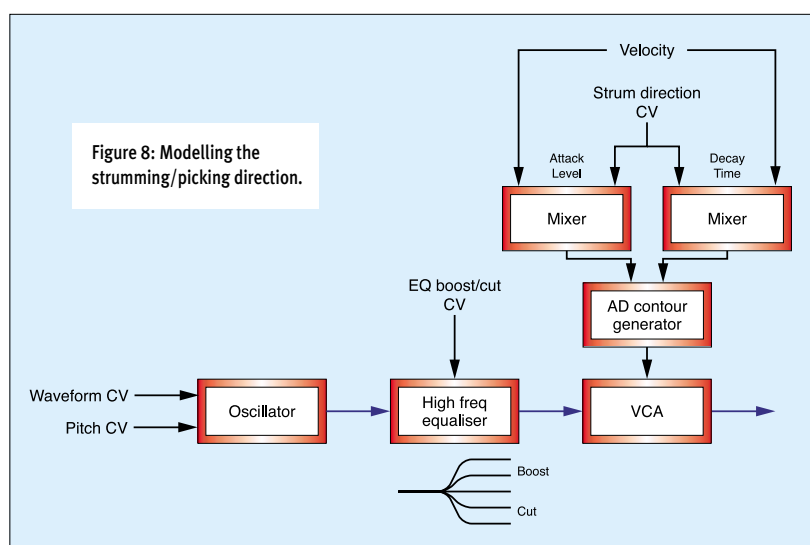 Velocity
Strum direction
CV
Figure 8: Modelling the
strumming/picking direction.
Attack
Level
Decay
Time
Mixer
Mixer
EQ boost/cut
CV
AD contour
generator
Waveform CV
Pitch CV
Oscillator
High freq
equaliser
VCA
Boost
Cut